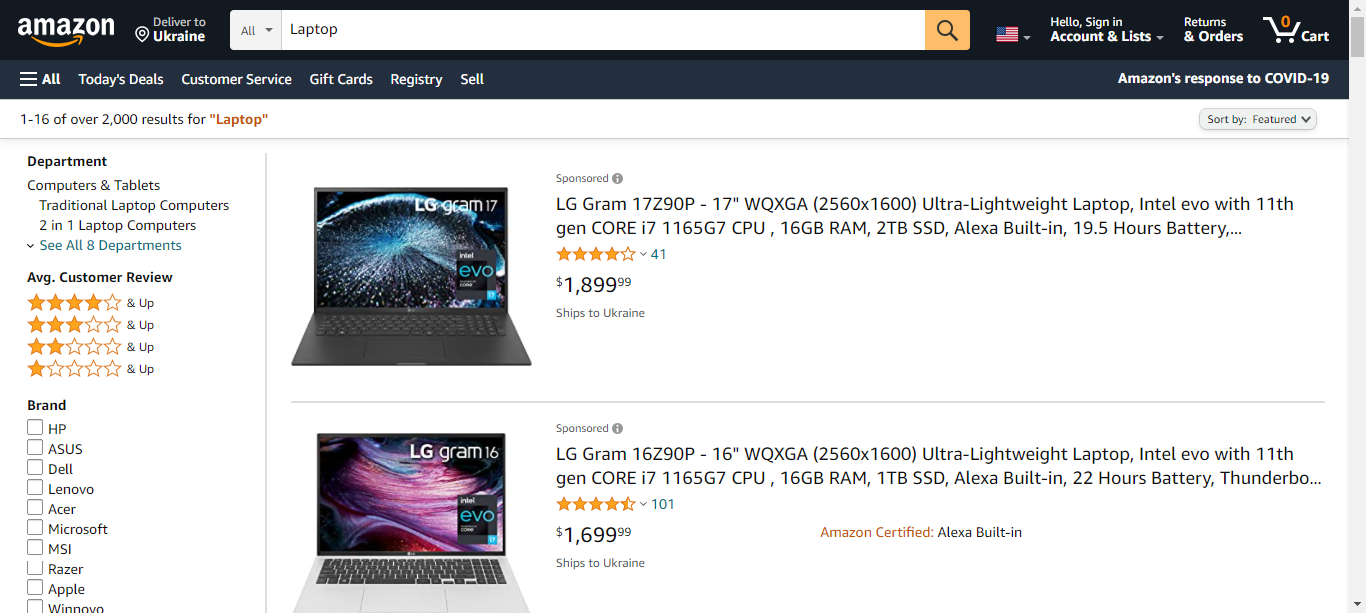 amazon
Deliver to
Ukraine
All
Laptop
Hello, Sign in
Account & Lists
Returns
& Orders
0
Cart
All
Today's Deals
Customer Service
Gift Cards
Registry
Sell
Amazon's response to COVID-19
1-16 of over 2,000 results for "Laptop"
Sort by: Featured
Department
Computers & Tablets
Traditional Laptop Computers
2 in 1 Laptop Computers
See All 8 Departments
Avg. Customer Review
& Up
& Up
& Up
& Up
Brand
HP
ASUS
Dell
Lenovo
Acer
Microsoft
MSI
Razer
Apple
Winnovo
LG gram 17
intel
evo
CORE
i7
Sponsored
LG Gram 17Z90P - 17" WQXGA (2560x1600) Ultra-Lightweight Laptop, Intel evo with 11th
gen CORE i7 1165G7 CPU , 16GB RAM, 2TB SSD, Alexa Built-in, 19.5 Hours Battery,...
41
$1,89999
Ships to Ukraine
LG gram 16
intel
evo
CORE
i7
Sponsored
LG Gram 16Z90P - 16" WQXGA (2560x1600) Ultra-Lightweight Laptop, Intel evo with 11th
gen CORE i7 1165G7 CPU , 16GB RAM, 1TB SSD, Alexa Built-in, 22 Hours Battery, Thunderbo...
101
$1,69999
Amazon Certified: Alexa Built-in
Ships to Ukraine